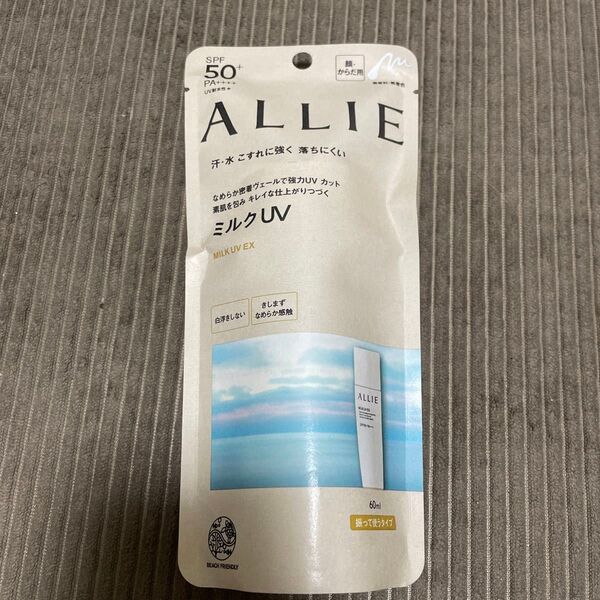 SPF
50+
PA++++
UV耐水性★
顔・
からだ用
ALLIE
汗・水 こすれに強く 落ちにくい
なめらか密着ヴェールで強力UV カット
素肌を包み キレイな仕上がりつづく
ミルクUV
MILK UV EX
白浮きしない
きしまず
なめらか感触
ALLIE
60ml
振って使うタイプ
BEACH FRIENDLY